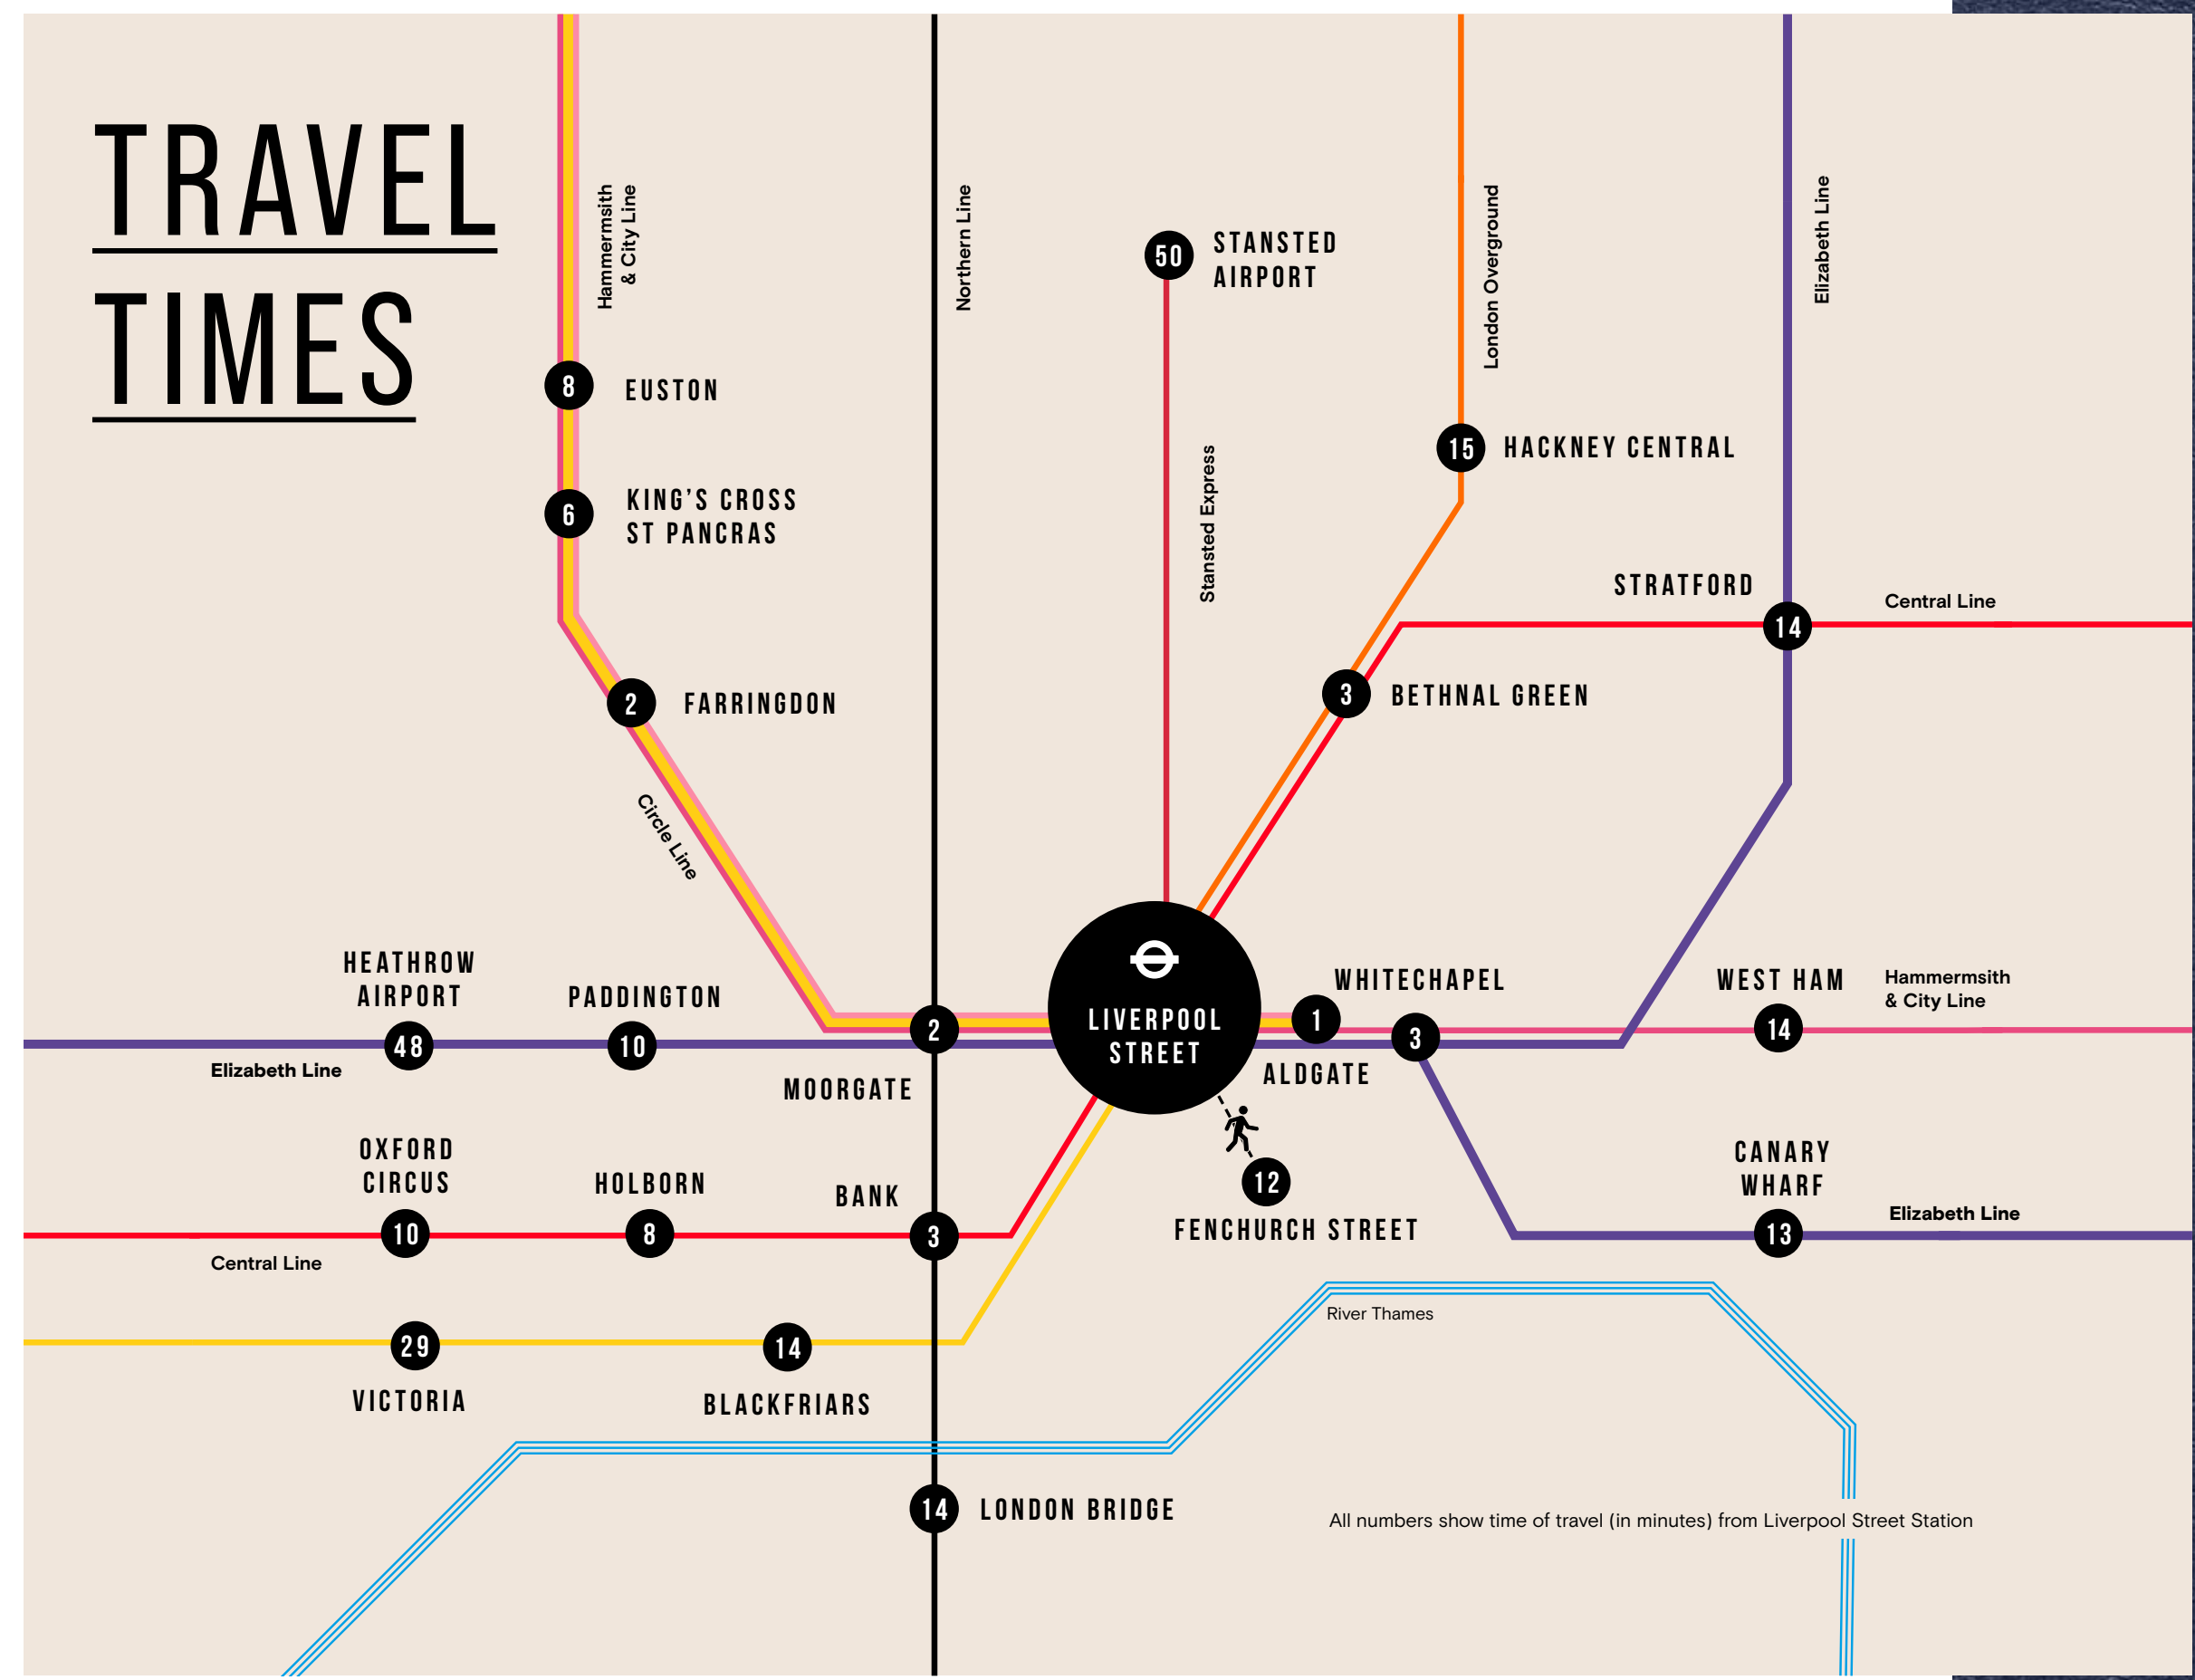 TRAVEL
TIMES
Hammermsith
& City Line
Northern Line
Stansted Express
London Overground
Elizabeth Line
50
STANSTED
AIRPORT
8
EUSTON
15
HACKNEY CENTRAL
6
KING'S CROSS
ST PANCRAS
STRATFORD
14
Central Line
2
FARRINGDON
3
BETHNAL GREEN
Circle Line
HEATHROW
AIRPORT
48
Elizabeth Line
PADDINGTON
10
2
MOORGATE
LIVERPOOL
STREET
1
ALDGATE
WHITECHAPEL
3
WEST HAM
14
Hammermsith
& City Line
OXFORD
CIRCUS
10
Central Line
HOLBORN
8
BANK
3
12
FENCHURCH STREET
CANARY
WHARF
13
Elizabeth Line
River Thames
29
VICTORIA
14
BLACKFRIARS
14
LONDON BRIDGE
All numbers show time of travel (in minutes) from Liverpool Street Station